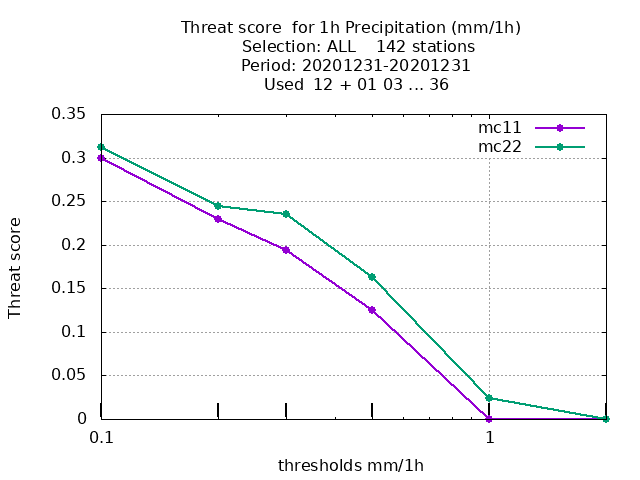 Threat score  for 1h Precipitation (mm/1h)
Selection: ALL    142 stations
Period: 20201231-20201231
Used  12 + 01 03 ... 36
mc11
mc22
0.35
0.3
0.25
0.2
0.15
0.1
0.05
0
Threat score
0.1
1
thresholds mm/1h